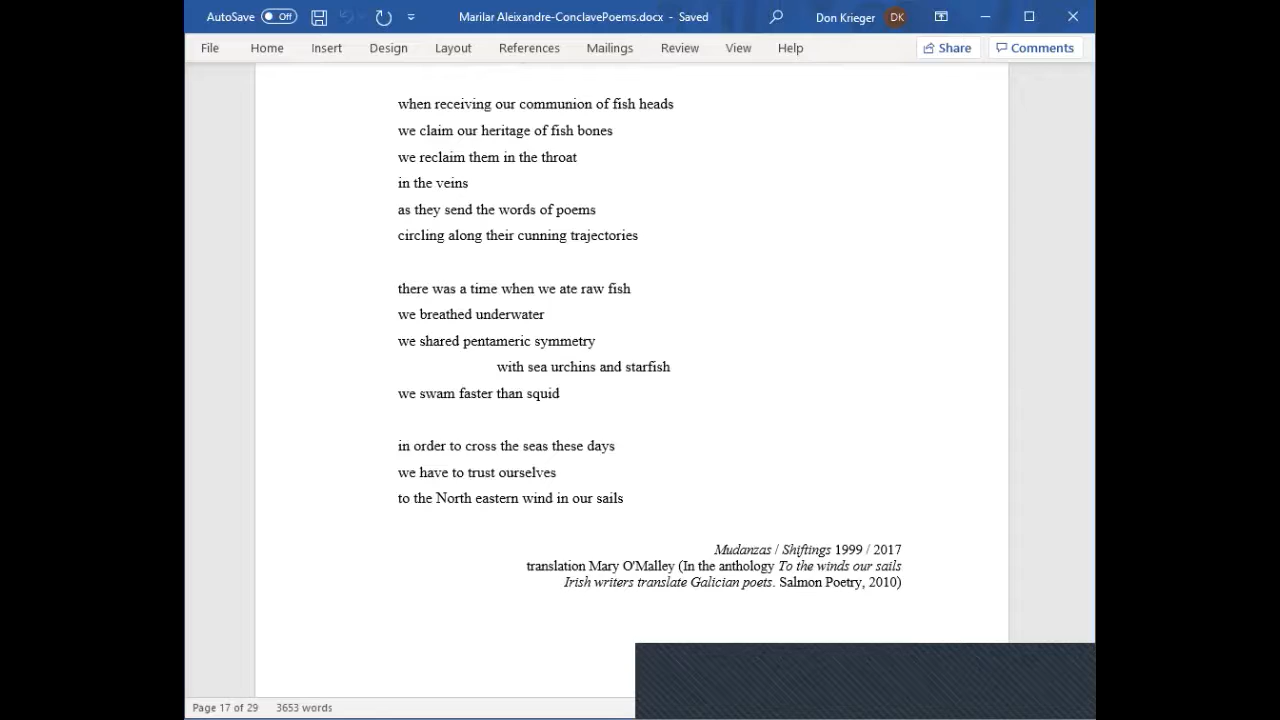 AutoSave Off Marilar Aleixandre-ConclavePoems.docx - Saved Don Krieger DK
File Home Insert Design Layout References Mailings Review View Help Share Comments
when receiving our communion of fish heads
we claim our heritage of fish bones
we reclaim them in the throat
in the veins
as they send the words of poems
circling along their cunning trajectories
there was a time when we ate raw fish
we breathed underwater
we shared pentameric symmetry
with sea urchins and starfish
we swam faster than squid
in order to cross the seas these days
we have to trust ourselves
to the North eastern wind in our sails
Mudanzas / Shiftings 1999 / 2017
translation Mary O'Malley (In the anthology To the winds our sails
Irish writers translate Galician poets. Salmon Poetry, 2010)
Page 17 of 29 3653 words